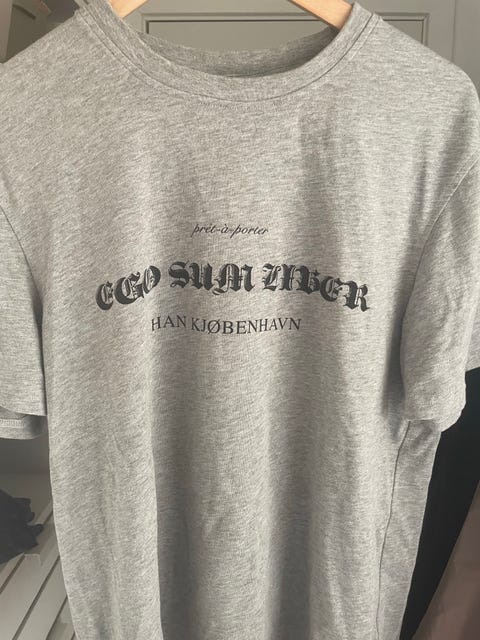 prêt-à-porter
EGO SUM LIBER
HAN KJØBENHAVN